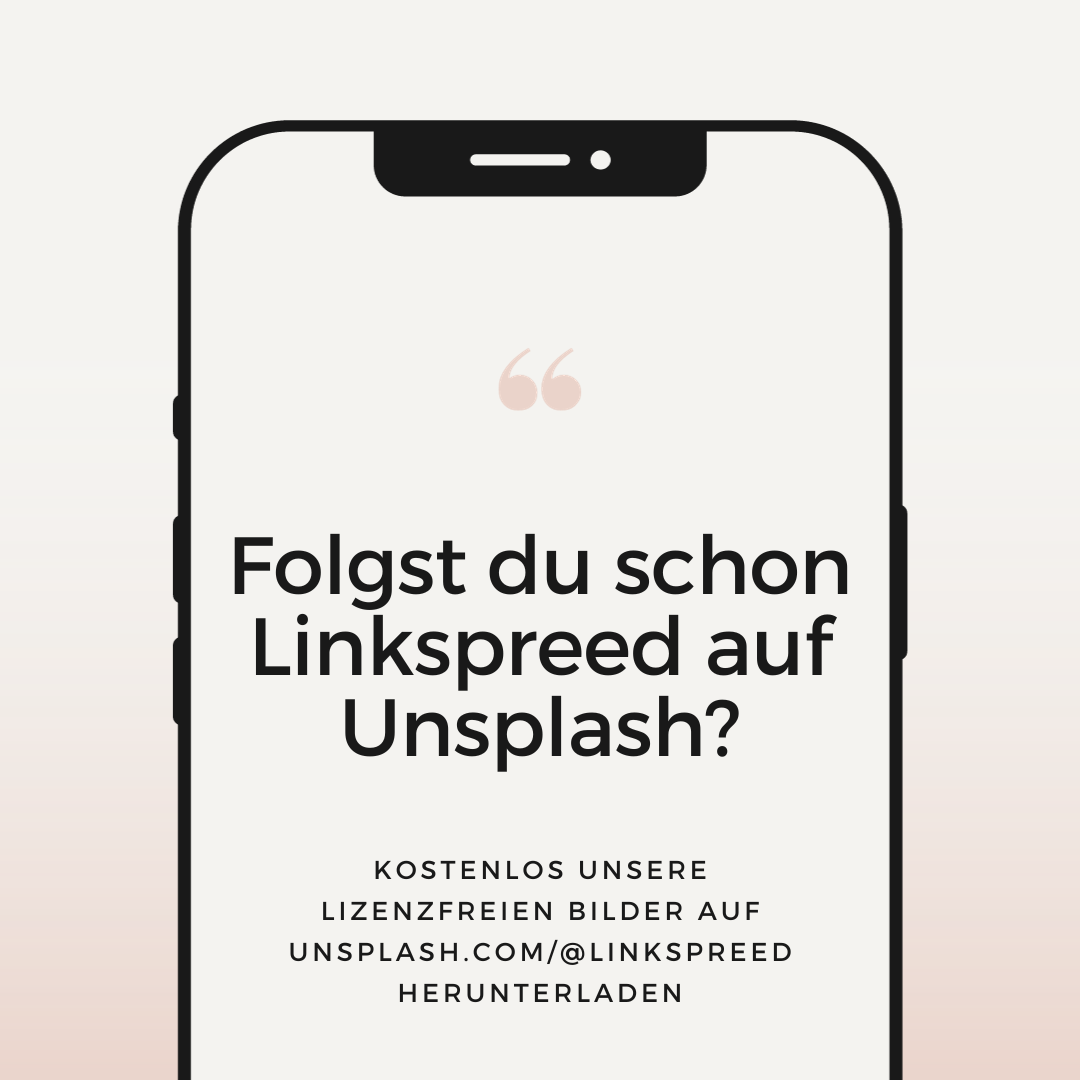 Folgst du schon
Linkspreed auf
Unsplash?
KOSTENLOS UNSERE
LIZENZFREIEN BILDER AUF
UNSPLASH.COM/@LINKSPREED
HERUNTERLADEN